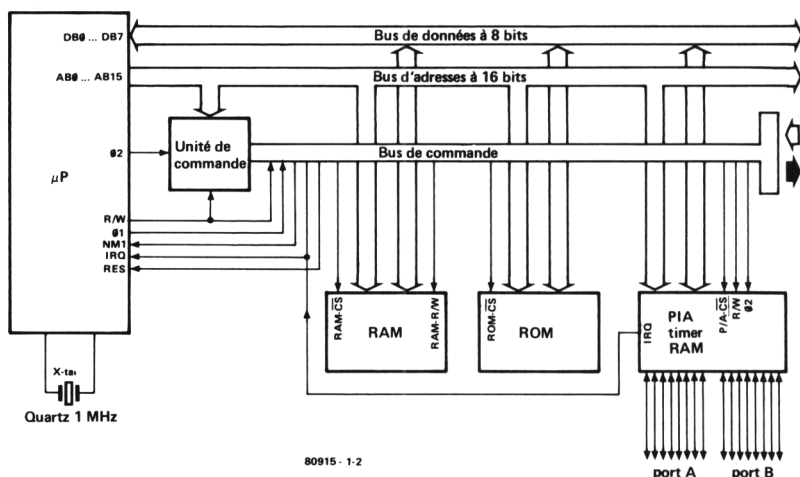 DB0 ... DB7
Bus de données à 8 bits
AB0 ... AB15
Bus d'adresses à 16 bits
Unité de
commande
Bus de commande
µP
Ø2
R/W
Ø1
NM1
IRQ
RES
RAM-CS
RAM
RAM-R/W
ROM-CS
ROM
IRQ
PIA
timer
RAM
P/A-CS
R/W
Ø2
X-tal
Quartz 1 MHz
80915 - 1-2
port A
port B